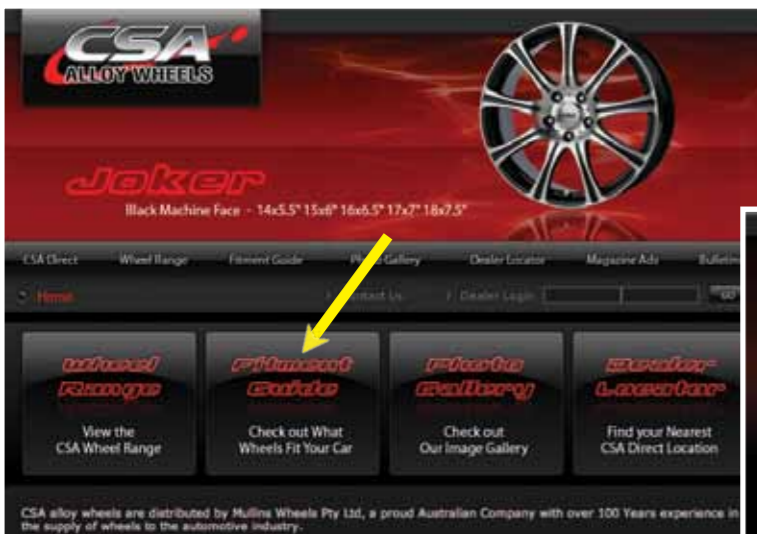 CSA
ALLOY WHEELS
Joker
Black Machine Face - 14x5.5" 15x6" 16x6.5" 17x7" 18x7.5"
CSA Direct Wheel Range Fitment Guide Gallery Dealer Locator Magazine Ads
Home Contact Us Dealer Login GO
Wheel Range
View the
CSA Wheel Range
Fitment Guide
Check out What
Wheels Fit Your Car
Photo Gallery
Check out
Our Image Gallery
Dealer Locator
Find your Nearest
CSA Direct Location
CSA alloy wheels are distributed by Mullins Wheels Pty Ltd, a proud Australian Company with over 100 Years experience in
the supply of wheels to the automotive industry.